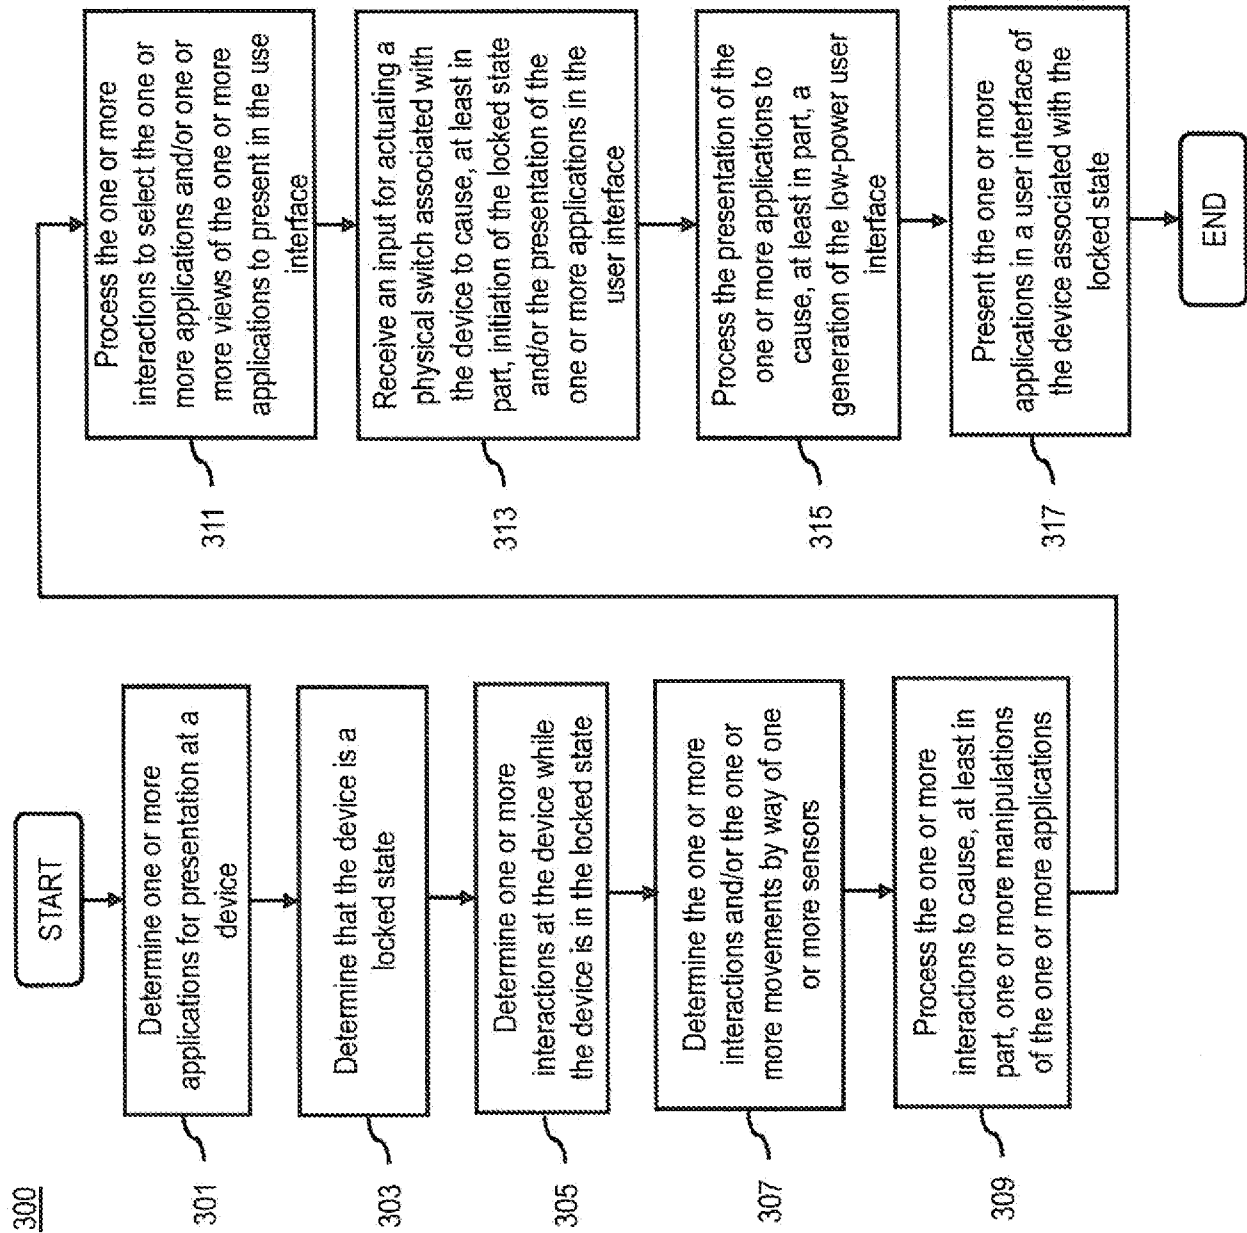 300
START
Determine one or more
applications for presentation at a
device
301
Determine that the device is a
locked state
303
Determine one or more
interactions at the device while
the device is in the locked state
305
Determine the one or more
interactions and/or the one or
more movements by way of one
or more sensors
307
Process the one or more
interactions to cause, at least in
part, one or more manipulations
of the one or more applications
309
Process the one or more
interactions to select the one or
more applications and/or one or
more views of the one or more
applications to present in the use
interface
311
Receive an input for actuating a
physical switch associated with
the device to cause, at least in
part, initiation of the locked state
and/or the presentation of the
one or more applications in the
user interface
313
Process the presentation of the
one or more applications to
cause, at least in part, a
generation of the low-power user
interface
315
Present the one or more
applications in a user interface of
the device associated with the
locked state
317
END